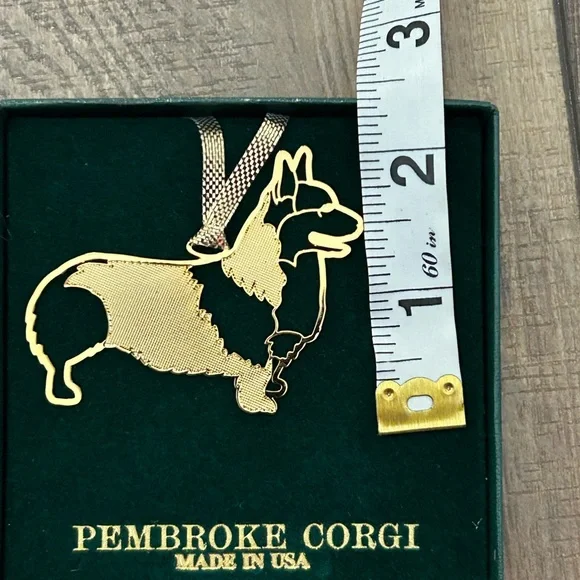 3
2
60 in
1
PEMBROKE CORGI
MADE IN USA